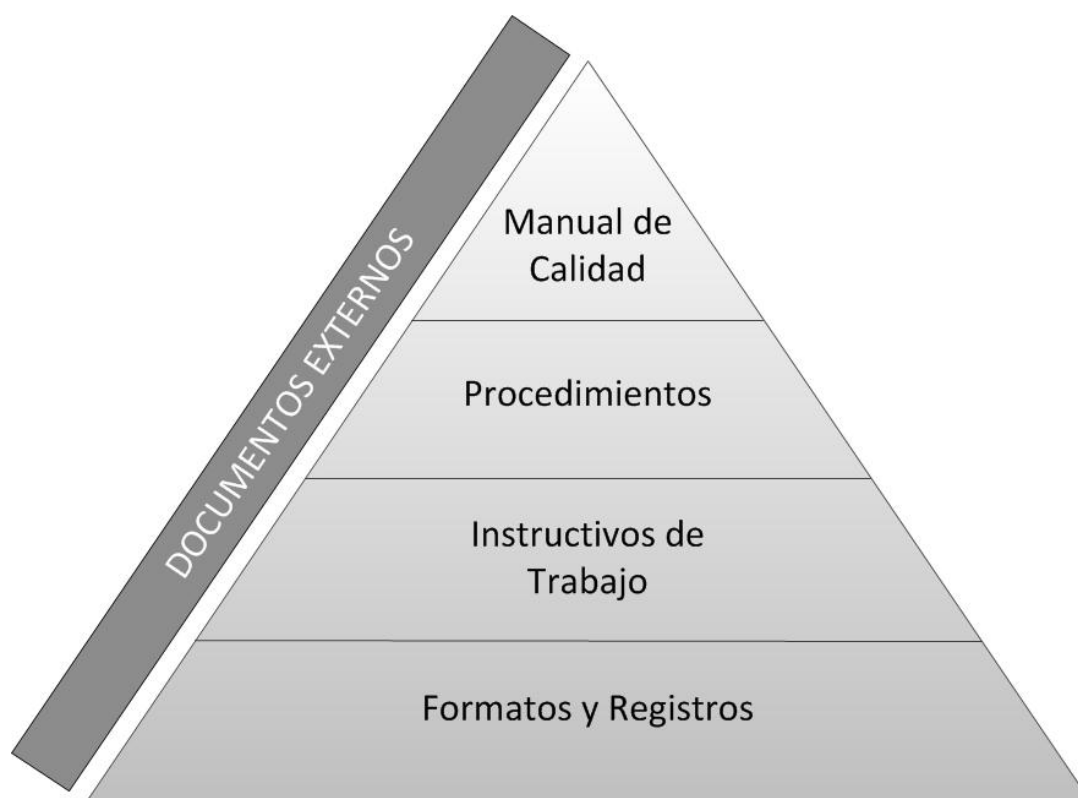 DOCUMENTOS EXTERNOS
Manual de
Calidad
Procedimientos
Instructivos de
Trabajo
Formatos y Registros